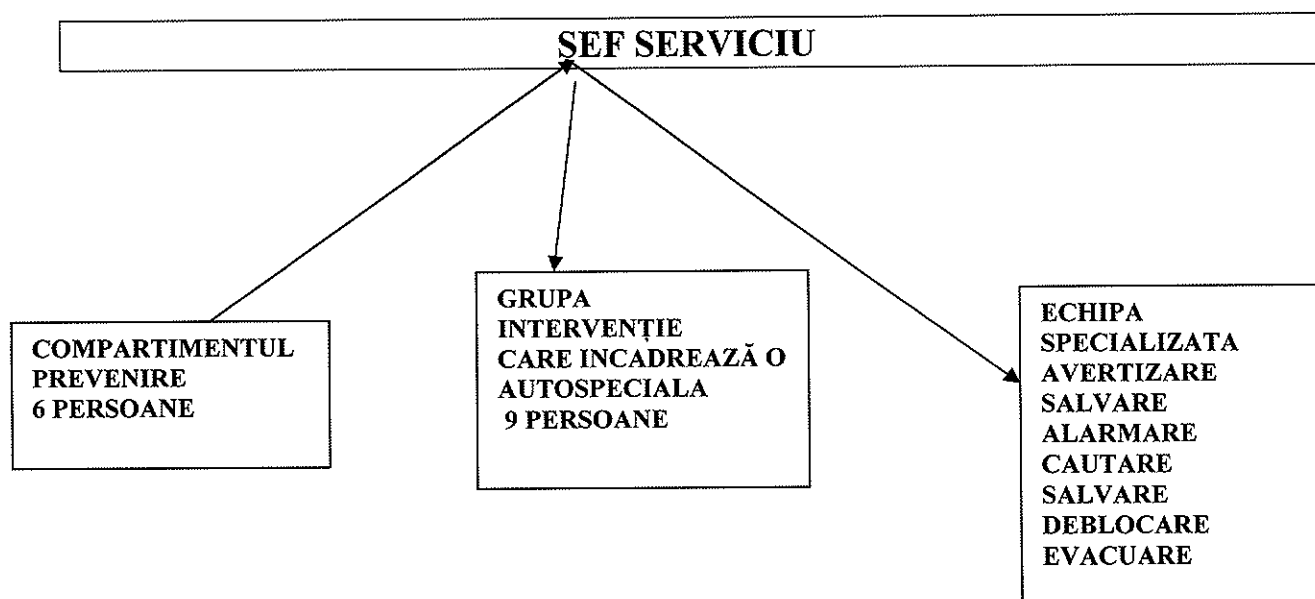 SEF SERVICIU
COMPARTIMENTUL
PREVENIRE
6 PERSOANE
GRUPA
INTERVENȚIE
CARE INCADREAZĂ O
AUTOSPECIALA
9 PERSOANE
ECHIPA
SPECIALIZATA
AVERTIZARE
SALVARE
ALARMARE
CAUTARE
SALVARE
DEBLOCARE
EVACUARE